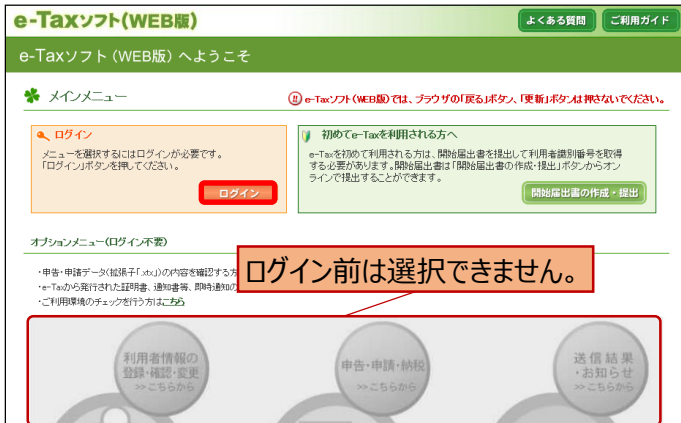 e-Taxソフト(WEB版)
よくある質問
ご利用ガイド
e-Taxソフト（WEB版）へようこそ
メインメニュー
e-Taxソフト(WEB版)では、ブラウザの「戻る」ボタン、「更新」ボタンは押さないでください。
ログイン
メニューを選択するにはログインが必要です。
「ログイン」ボタンを押してください。
ログイン
初めてe-Taxを利用される方へ
e-Taxを初めて利用される方は、開始届出書を提出して利用者識別番号を取得
する必要があります。開始届出書は「開始届出書の作成・提出」ボタンからオン
ラインで提出することができます。
開始届出書の作成・提出
オプションメニュー(ログイン不要)
ログイン前は選択できません。
・申告・申請データ(拡張子「.xtx」)の内容を確認する方
・e-Taxから発行された証明書、通知書等、即時通知の
・ご利用環境のチェックを行う方はこちら
利用者情報の
登録・確認・変更
>>こちらから
申告・申請・納税
>>こちらから
送信結果
・お知らせ
>>こちらから